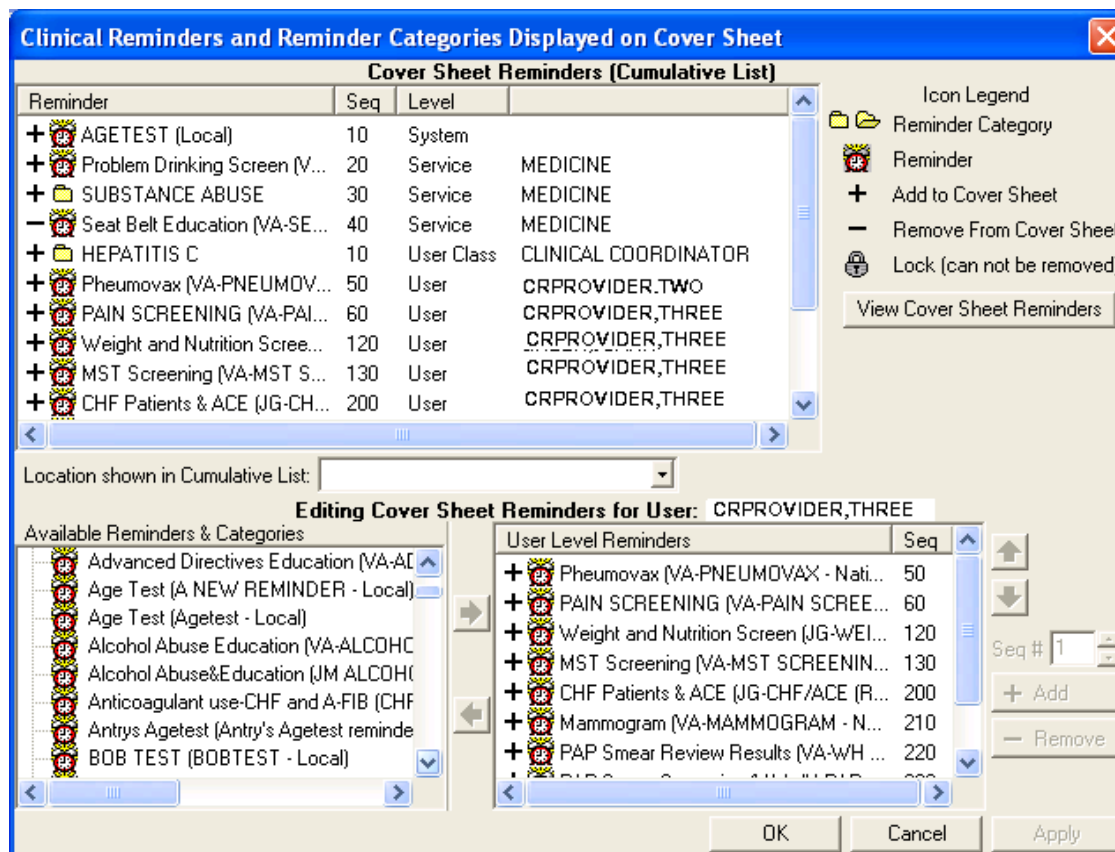 Clinical Reminders and Reminder Categories Displayed on Cover Sheet
Cover Sheet Reminders (Cumulative List)
Reminder Seq Level
AGETEST (Local) 10 System
Problem Drinking Screen (V... 20 Service MEDICINE
SUBSTANCE ABUSE 30 Service MEDICINE
Seat Belt Education (VA-SE... 40 Service MEDICINE
HEPATITIS C 10 User Class CLINICAL COORDINATOR
Pheumovax (VA-PNEUMOV... 50 User CRPROVIDER.TWO
PAIN SCREENING (VA-PAI... 60 User CRPROVIDER,THREE
Weight and Nutrition Scree... 120 User CRPROVIDER,THREE
MST Screening (VA-MST S... 130 User CRPROVIDER,THREE
CHF Patients & ACE (JG-CH... 200 User CRPROVIDER,THREE
Icon Legend
Reminder Category
Reminder
Add to Cover Sheet
Remove From Cover Sheet
Lock (can not be removed)
View Cover Sheet Reminders
Location shown in Cumulative List:
Editing Cover Sheet Reminders for User: CRPROVIDER,THREE
Available Reminders & Categories
Advanced Directives Education (VA-AD
Age Test (A NEW REMINDER - Local)
Age Test (Agetest - Local)
Alcohol Abuse Education (VA-ALCOHO
Alcohol Abuse&Education (JM ALCOHO
Anticoagulant use-CHF and A-FIB (CHF
Antrys Agetest (Antry's Agetest reminde
BOB TEST (BOBTEST - Local)
User Level Reminders Seq
Pheumovax (VA-PNEUMOVAX - Nati... 50
PAIN SCREENING (VA-PAIN SCREE... 60
Weight and Nutrition Screen (JG-WEI... 120
MST Screening (VA-MST SCREENIN... 130
CHF Patients & ACE (JG-CHF/ACE (R... 200
Mammogram (VA-MAMMOGRAM - N... 210
PAP Smear Review Results (VA-WH ... 220
Seq # 1
Add
Remove
OK Cancel Apply